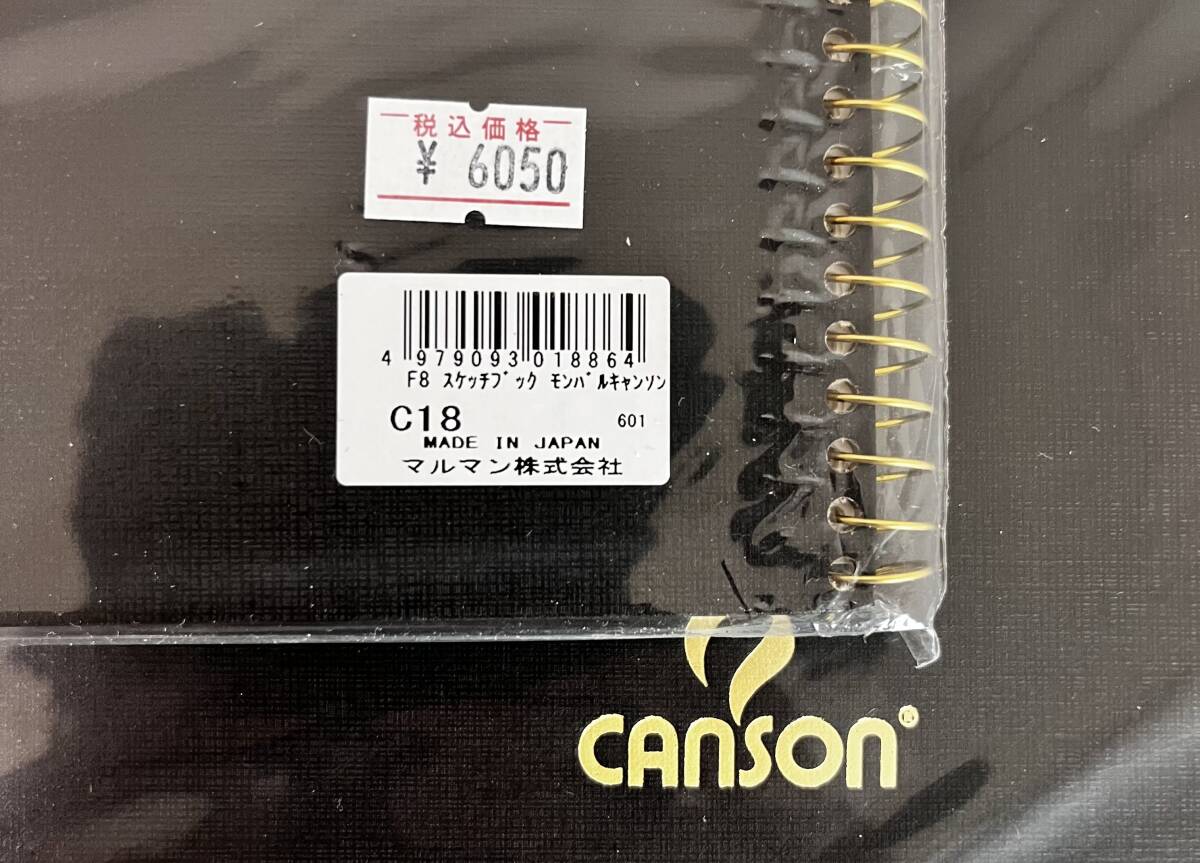 税込価格
¥ 6050
4 979093 018864
F8 ｽｹｯﾁﾌﾞｯｸ ﾓﾝﾊﾞﾙｷｬﾝｿﾝ
C18 601
MADE IN JAPAN
マルマン株式会社
CANSON®